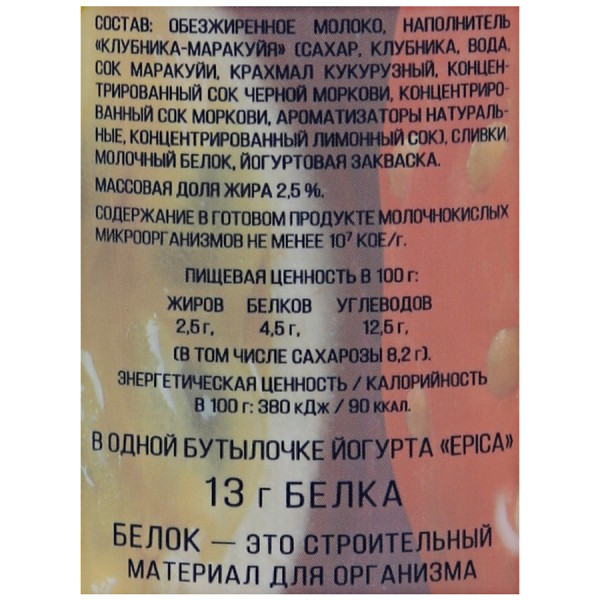 СОСТАВ: ОБЕЗЖИРЕННОЕ МОЛОКО, НАПОЛНИТЕЛЬ
«КЛУБНИКА-МАРАКУЙЯ» (САХАР, КЛУБНИКА, ВОДА,
СОК МАРАКУЙИ, КРАХМАЛ КУКУРУЗНЫЙ, КОНЦЕН-
ТРИРОВАННЫЙ СОК ЧЕРНОЙ МОРКОВИ, КОНЦЕНТРИРО-
ВАННЫЙ СОК МОРКОВИ, АРОМАТИЗАТОРЫ НАТУРАЛЬ-
НЫЕ, КОНЦЕНТРИРОВАННЫЙ ЛИМОННЫЙ СОК), СЛИВКИ,
МОЛОЧНЫЙ БЕЛОК, ЙОГУРТОВАЯ ЗАКВАСКА.
МАССОВАЯ ДОЛЯ ЖИРА 2,5 %.
СОДЕРЖАНИЕ В ГОТОВОМ ПРОДУКТЕ МОЛОЧНОКИСЛЫХ
МИКРООРГАНИЗМОВ НЕ МЕНЕЕ 10⁷ КОЕ/г.
ПИЩЕВАЯ ЦЕННОСТЬ В 100 г:
ЖИРОВ БЕЛКОВ УГЛЕВОДОВ
2,5 г, 4,5 г, 12,5 г,
(В ТОМ ЧИСЛЕ САХАРОЗЫ 8,2 г).
ЭНЕРГЕТИЧЕСКАЯ ЦЕННОСТЬ / КАЛОРИЙНОСТЬ
В 100 г: 380 кДж / 90 ккал.
В ОДНОЙ БУТЫЛОЧКЕ ЙОГУРТА «EPICA»
13 г БЕЛКА
БЕЛОК — ЭТО СТРОИТЕЛЬНЫЙ
МАТЕРИАЛ ДЛЯ ОРГАНИЗМА